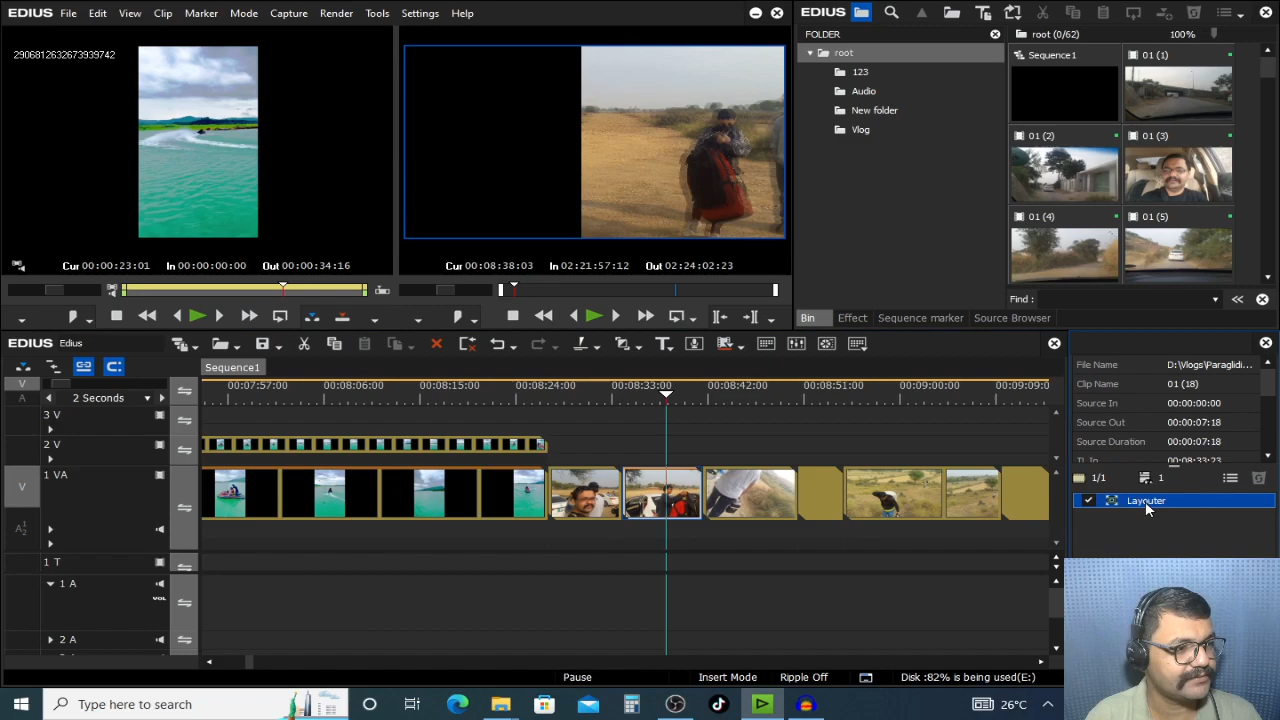 EDIUS File Edit View Clip Marker Mode Capture Render Tools Settings Help
2906812632673939742
Cur 00:00:23:01 In 00:00:00:00 Out 00:00:34:16
Cur 00:08:38:03 In 02:21:57:12 Out 02:24:02:23
EDIUS
FOLDER
root
123
Audio
New folder
Vlog
root (0/62) 100%
Sequence1 01 (1)
01 (2) 01 (3)
01 (4) 01 (5)
Find :
Bin Effect Sequence marker Source Browser
EDIUS Edius
Sequence1
V
A
2 Seconds
00:07:57:00 00:08:06:00 00:08:15:00 00:08:24:00 00:08:33:00 00:08:42:00 00:08:51:00 00:09:00:00 00:09:09:0
3 V
2 V
V 1 VA
1 T
1 A
VOL
2 A
File Name D:\Vlogs\Paraglidi...
Clip Name 01 (18)
Source In 00:00:00:00
Source Out 00:00:07:18
Source Duration 00:00:07:18
TL In 00:08:33:23
1/1 1
Layouter
Pause Insert Mode Ripple Off Disk :82% is being used(E:)
Type here to search
26°C